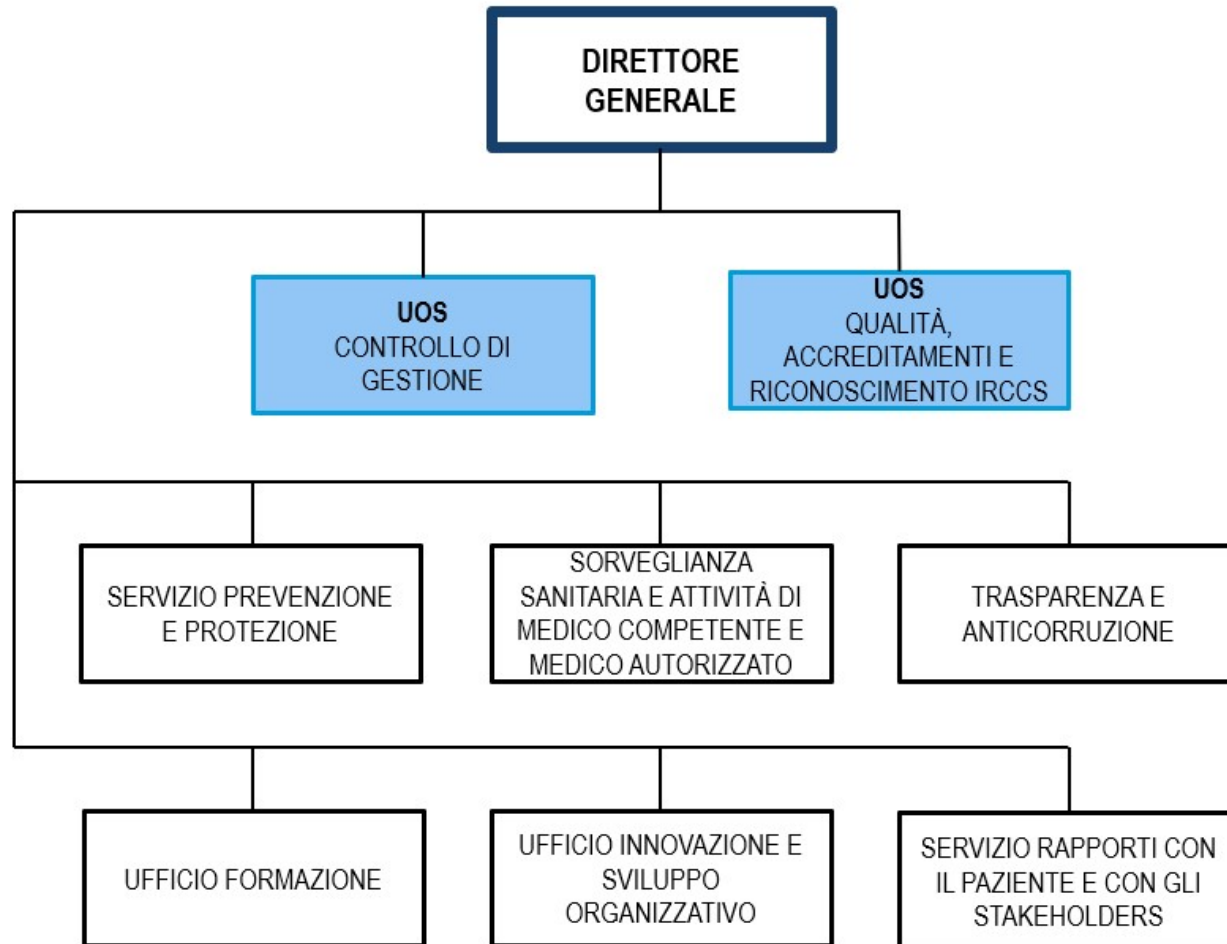 DIRETTORE
GENERALE
UOS
CONTROLLO DI
GESTIONE
UOS
QUALITÀ,
ACCREDITAMENTI E
RICONOSCIMENTO IRCCS
SERVIZIO PREVENZIONE
E PROTEZIONE
SORVEGLIANZA
SANITARIA E ATTIVITÀ DI
MEDICO COMPETENTE E
MEDICO AUTORIZZATO
TRASPARENZA E
ANTICORRUZIONE
UFFICIO FORMAZIONE
UFFICIO INNOVAZIONE E
SVILUPPO
ORGANIZZATIVO
SERVIZIO RAPPORTI CON
IL PAZIENTE E CON GLI
STAKEHOLDERS